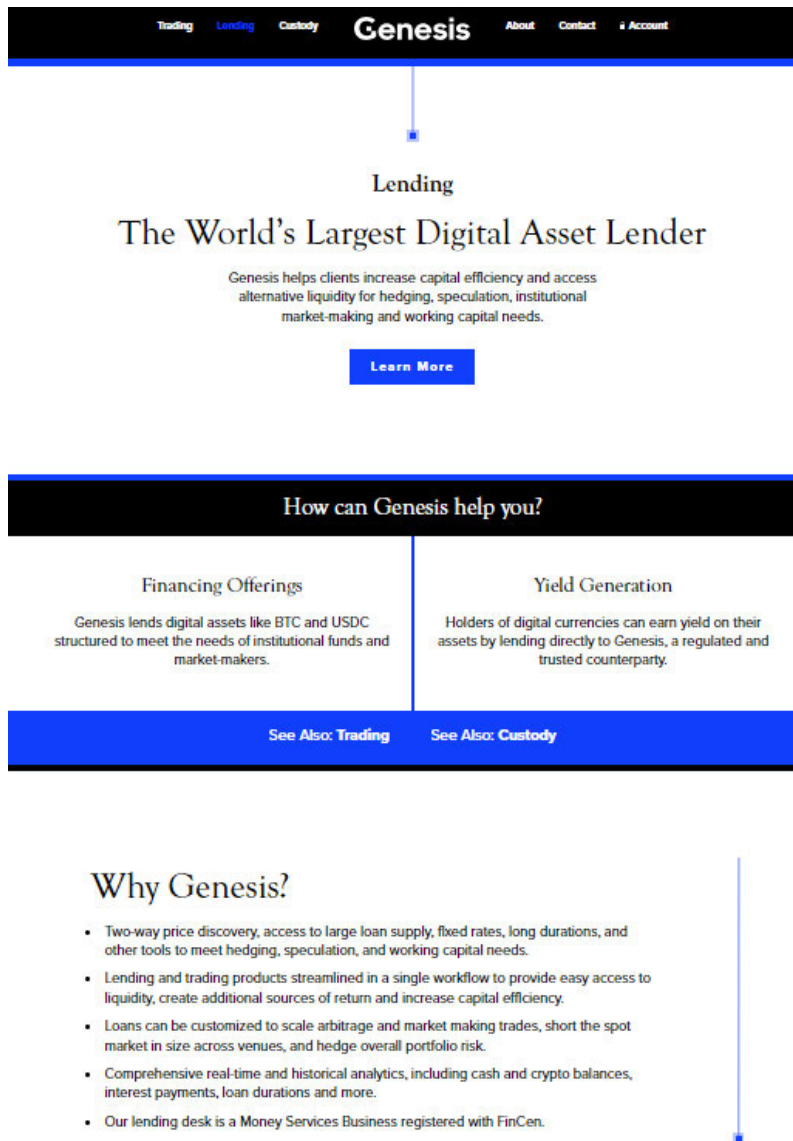 Trading Lending Custody Genesis About Contact Account
Lending
The World's Largest Digital Asset Lender
Genesis helps clients increase capital efficiency and access
alternative liquidity for hedging, speculation, institutional
market-making and working capital needs.
Learn More
How can Genesis help you?
Financing Offerings
Genesis lends digital assets like BTC and USDC
structured to meet the needs of institutional funds and
market-makers.
Yield Generation
Holders of digital currencies can earn yield on their
assets by lending directly to Genesis, a regulated and
trusted counterparty.
See Also: Trading See Also: Custody
Why Genesis?
• Two-way price discovery, access to large loan supply, fixed rates, long durations, and
other tools to meet hedging, speculation, and working capital needs.
• Lending and trading products streamlined in a single workflow to provide easy access to
liquidity, create additional sources of return and increase capital efficiency.
• Loans can be customized to scale arbitrage and market making trades, short the spot
market in size across venues, and hedge overall portfolio risk.
• Comprehensive real-time and historical analytics, including cash and crypto balances,
interest payments, loan durations and more.
• Our lending desk is a Money Services Business registered with FinCen.